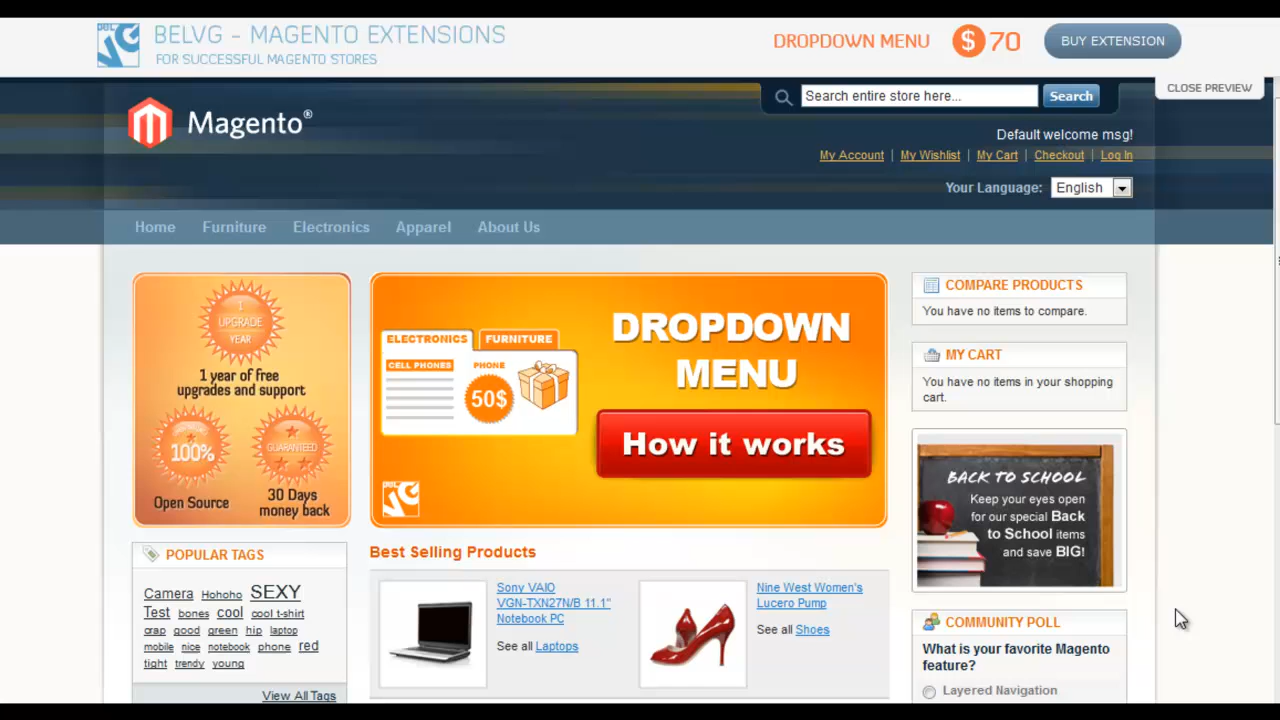 BELVG - MAGENTO EXTENSIONS
FOR SUCCESSFUL MAGENTO STORES
DROPDOWN MENU $ 70 BUY EXTENSION
CLOSE PREVIEW
Magento®
Search entire store here... Search
Default welcome msg!
My Account | My Wishlist | My Cart | Checkout | Log In
Your Language: English
Home Furniture Electronics Apparel About Us
1
UPGRADE
YEAR
1 year of free
upgrades and support
100%
Open Source
GUARANTEED
30 Days
money back
ELECTRONICS FURNITURE
CELL PHONES PHONE
50$
DROPDOWN
MENU
How it works
COMPARE PRODUCTS
You have no items to compare.
MY CART
You have no items in your shopping
cart.
BACK TO SCHOOL
Keep your eyes open
for our special Back
to School items
and save BIG!
POPULAR TAGS
Camera Hohoho SEXY
Test bones cool cool t-shirt
crap good green hip laptop
mobile nice notebook phone red
tight trendy young
View All Tags
Best Selling Products
Sony VAIO
VGN-TXN27N/B 11.1"
Notebook PC
See all Laptops
Nine West Women's
Lucero Pump
See all Shoes
COMMUNITY POLL
What is your favorite Magento
feature?
Layered Navigation